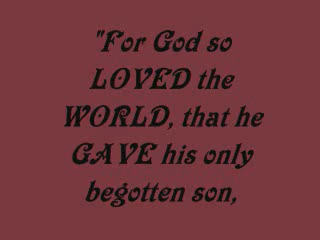 "For God so
LOVED the
WORLD, that he
GAVE his only
begotten son,